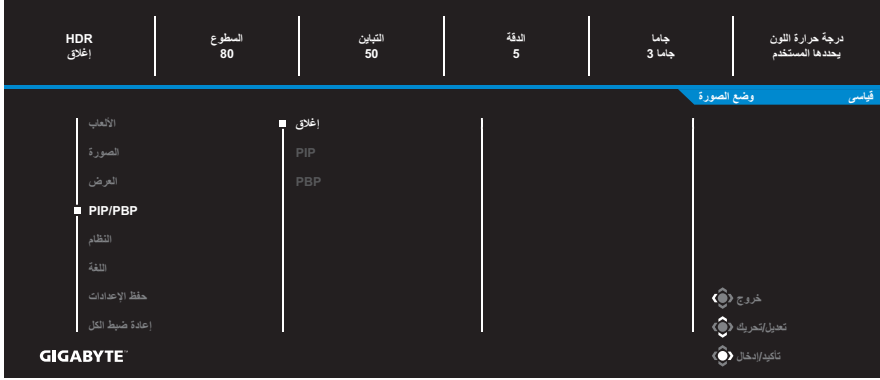 HDR
إغلاق
السطوع
80
التباين
50
الدقة
5
جاما
جاما 3
درجة حرارة اللون
يحددها المستخدم
وضع الصورة
قياسى
الألعاب
الصورة
العرض
PIP/PBP
النظام
اللغة
حفظ الإعدادات
إعادة ضبط الكل
إغلاق
PIP
PBP
خروج
تعديل/تحريك
تأكيد/إدخال
GIGABYTE™